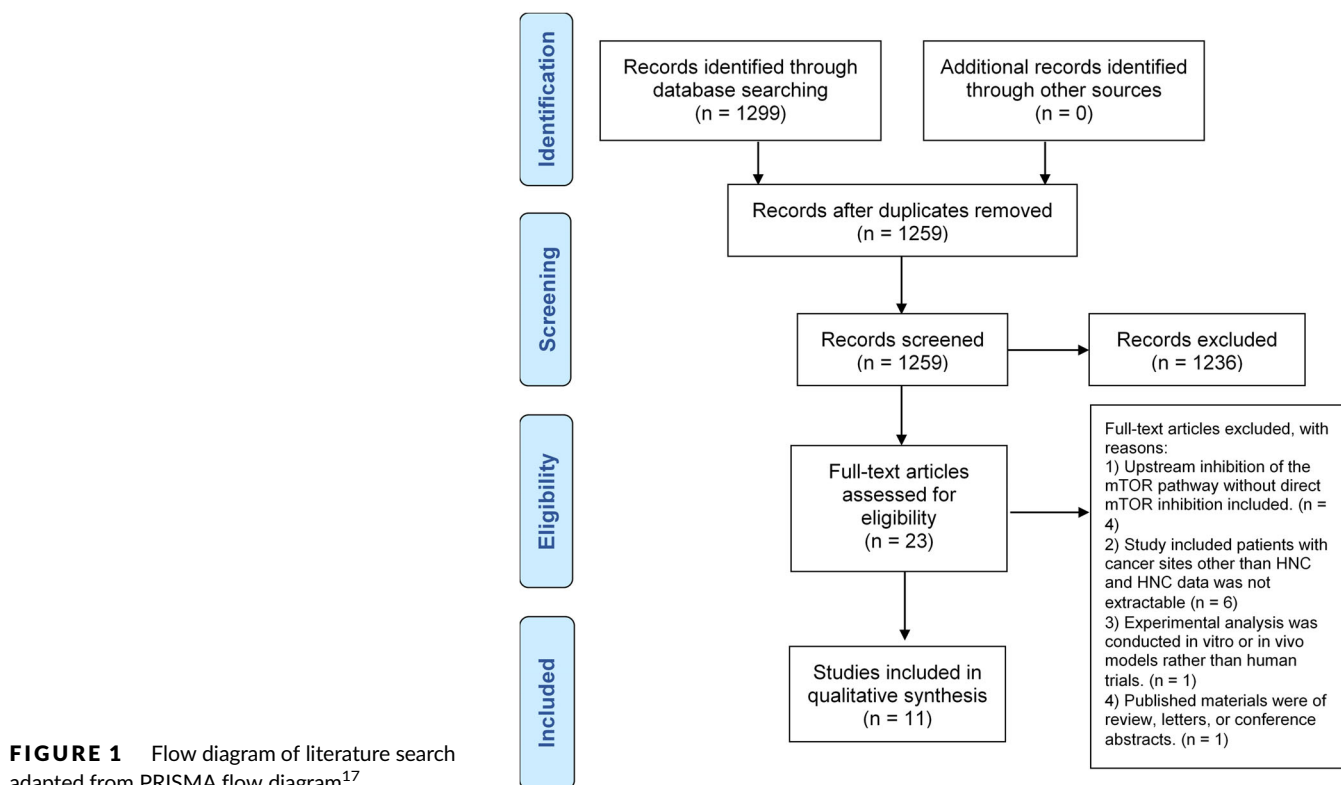 Identification
Records identified through
database searching
(n = 1299)
Additional records identified
through other sources
(n = 0)
Records after duplicates removed
(n = 1259)
Screening
Records screened
(n = 1259)
Records excluded
(n = 1236)
Eligibility
Full-text articles
assessed for
eligibility
(n = 23)
Full-text articles excluded, with
reasons:
1) Upstream inhibition of the
mTOR pathway without direct
mTOR inhibition included. (n =
4)
2) Study included patients with
cancer sites other than HNC
and HNC data was not
extractable (n = 6)
3) Experimental analysis was
conducted in vitro or in vivo
models rather than human
trials. (n = 1)
4) Published materials were of
review, letters, or conference
abstracts. (n = 1)
Included
Studies included in
qualitative synthesis
(n = 11)
FIGURE 1 Flow diagram of literature search
adapted from PRISMA flow diagram17